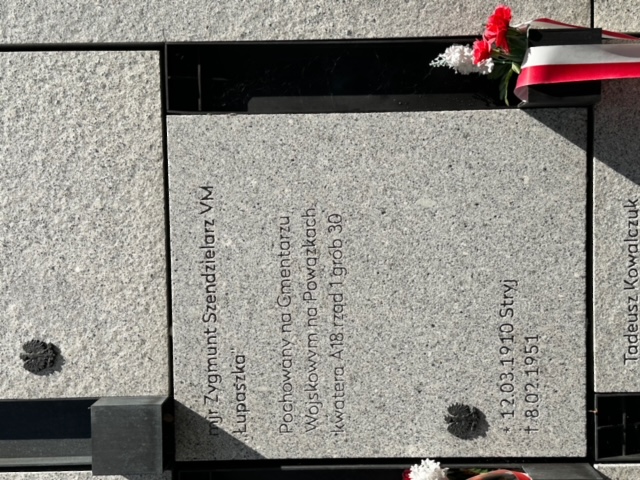 mjr Zygmunt Szendzielarz VM
„Łupaszka”
Pochowany na Cmentarzu
Wojskowym na Powązkach,
kwatera A18 rząd 1 grób 30
* 12.03.1910 Stryj
† 8.02.1951
Tadeusz Kowalczuk